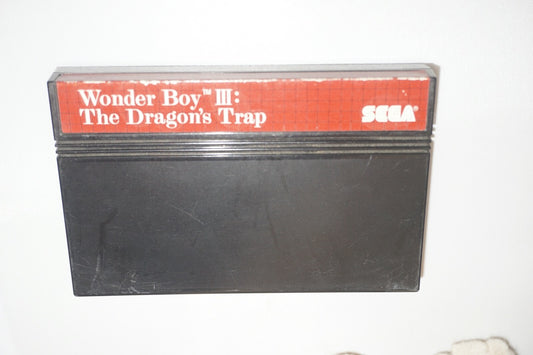 Wonder Boy™ III:
The Dragon's Trap
SEGA®